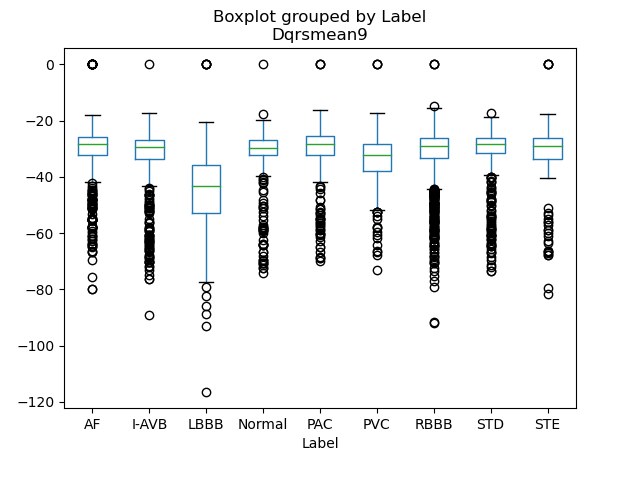 Boxplot grouped by Label
Dqrsmean9
0
−20
−40
−60
−80
−100
−120
AF I-AVB LBBB Normal PAC PVC RBBB STD STE
Label